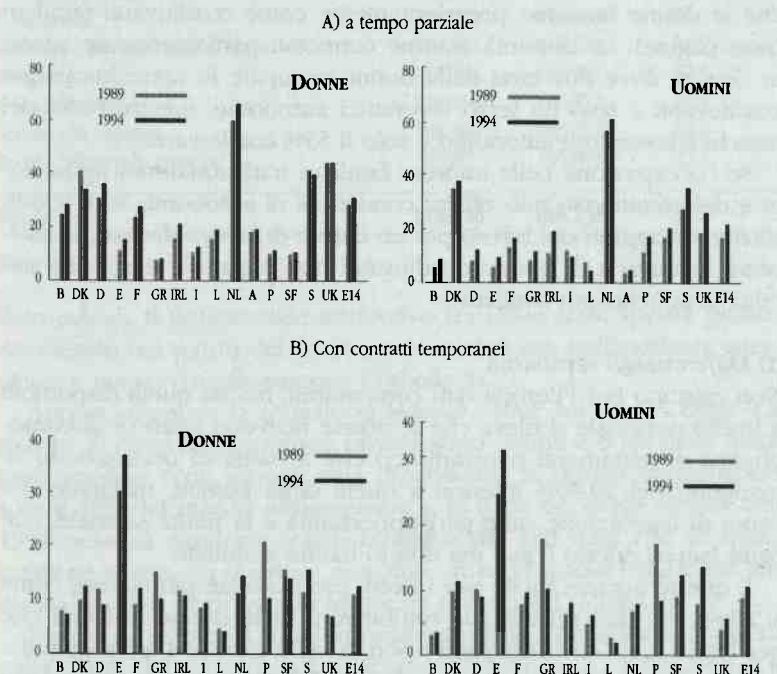 A) a tempo parziale
DONNE
1989
1994
80
60
40
20
0
B DK D E F GR IRL I L NL A P SF S UK E14
UOMINI
1989
1994
80
60
40
20
0
B DK D E F GR IRL I L NL A P SF S UK E14
B) Con contratti temporanei
DONNE
1989
1994
40
30
20
10
0
B DK D E F GR IRL I L NL P SF S UK E14
UOMINI
1989
1994
40
30
20
10
0
B DK D E F GR IRL I L NL P SF S UK E14